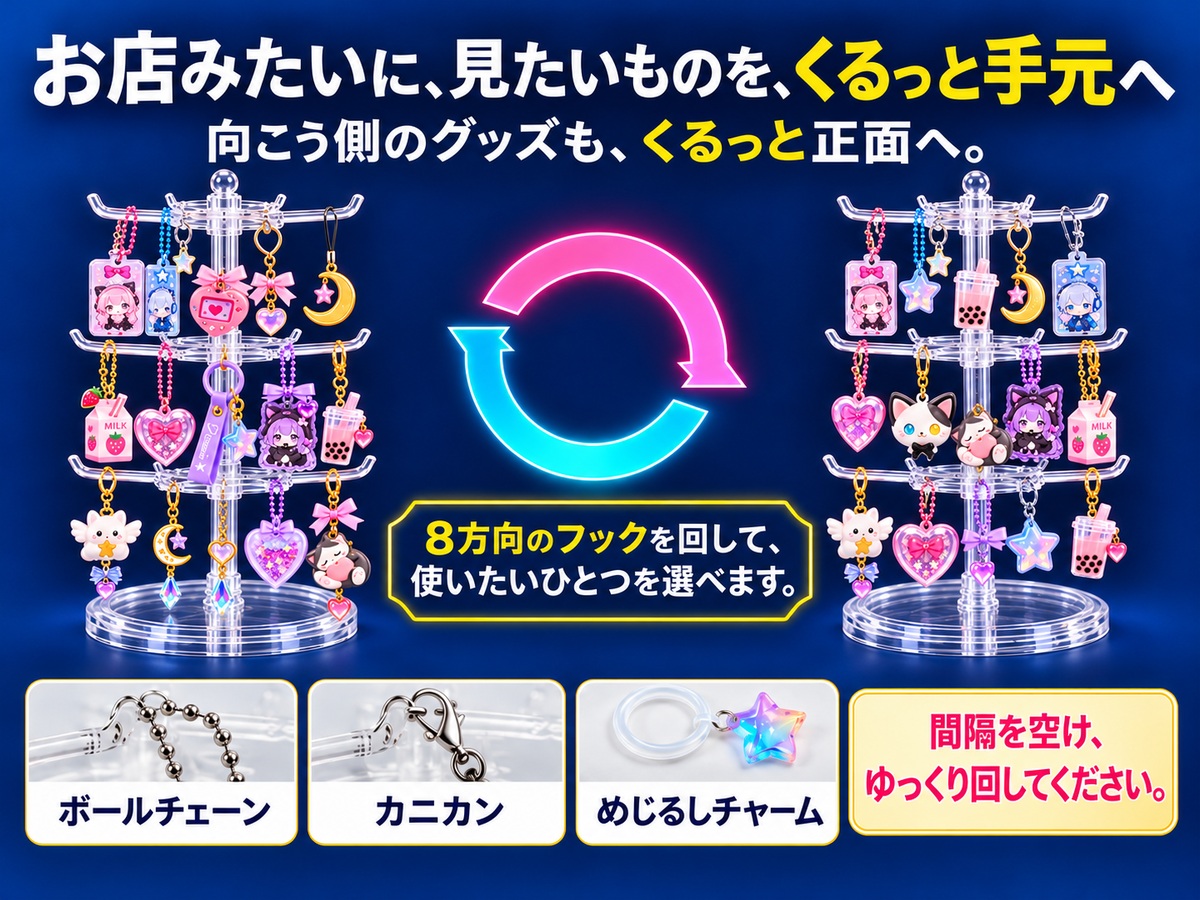 お店みたいに、見たいものを、くるっと手元へ
向こう側のグッズも、くるっと正面へ。
MILK
MILK
8方向のフックを回して、
使いたいひとつを選べます。
ボールチェーン
カニカン
めじるしチャーム
間隔を空け、
ゆっくり回してください。